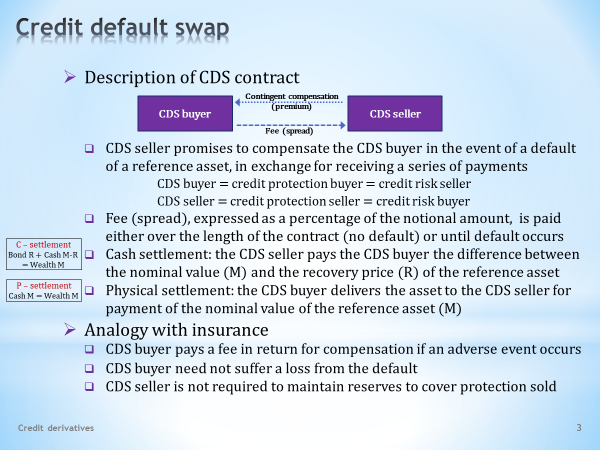 Credit default swap
Description of CDS contract
CDS buyer
Contingent compensation
(premium)
Fee (spread)
CDS seller
CDS seller promises to compensate the CDS buyer in the event of a default
of a reference asset, in exchange for receiving a series of payments
CDS buyer = credit protection buyer = credit risk seller
CDS seller = credit protection seller = credit risk buyer
Fee (spread), expressed as a percentage of the notional amount, is paid
either over the length of the contract (no default) or until default occurs
C – settlement
Bond R + Cash M-R
= Wealth M
Cash settlement: the CDS seller pays the CDS buyer the difference between
the nominal value (M) and the recovery price (R) of the reference asset
P – settlement
Cash M = Wealth M
Physical settlement: the CDS buyer delivers the asset to the CDS seller for
payment of the nominal value of the reference asset (M)
Analogy with insurance
CDS buyer pays a fee in return for compensation if an adverse event occurs
CDS buyer need not suffer a loss from the default
CDS seller is not required to maintain reserves to cover protection sold
Credit derivatives
3